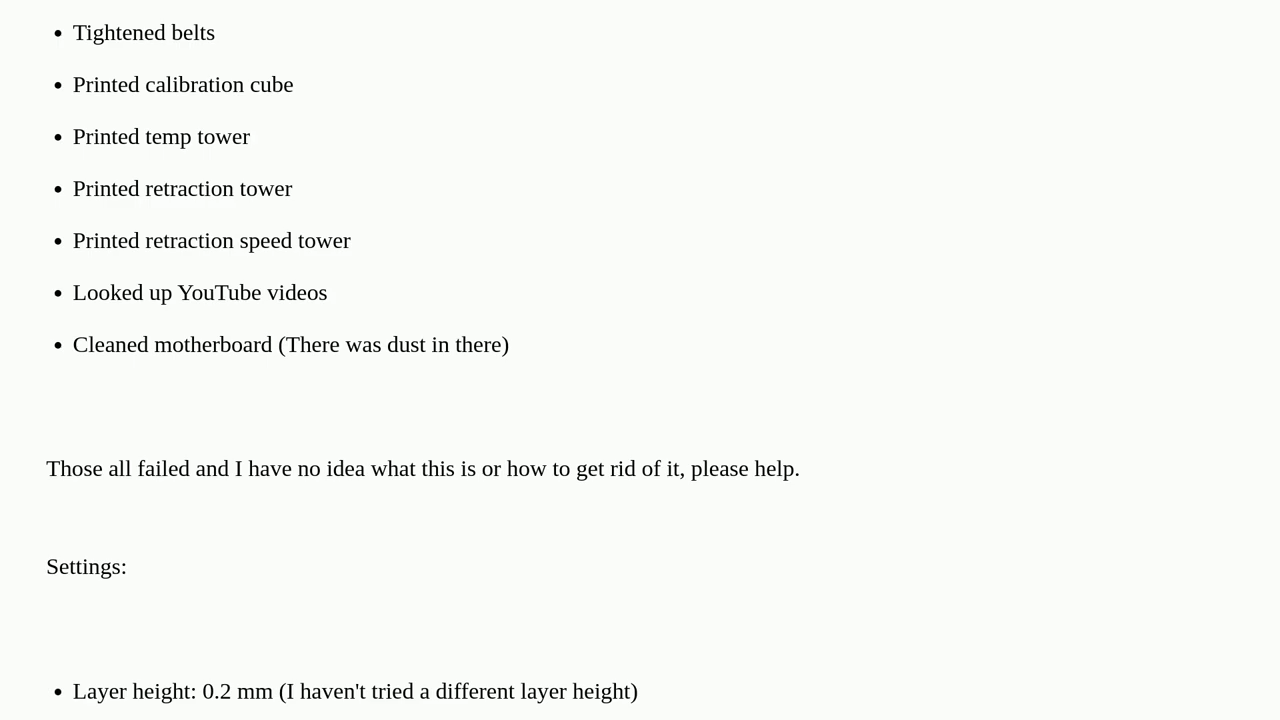 • Tightened belts
• Printed calibration cube
• Printed temp tower
• Printed retraction tower
• Printed retraction speed tower
• Looked up YouTube videos
• Cleaned motherboard (There was dust in there)
Those all failed and I have no idea what this is or how to get rid of it, please help.
Settings:
• Layer height: 0.2 mm (I haven't tried a different layer height)